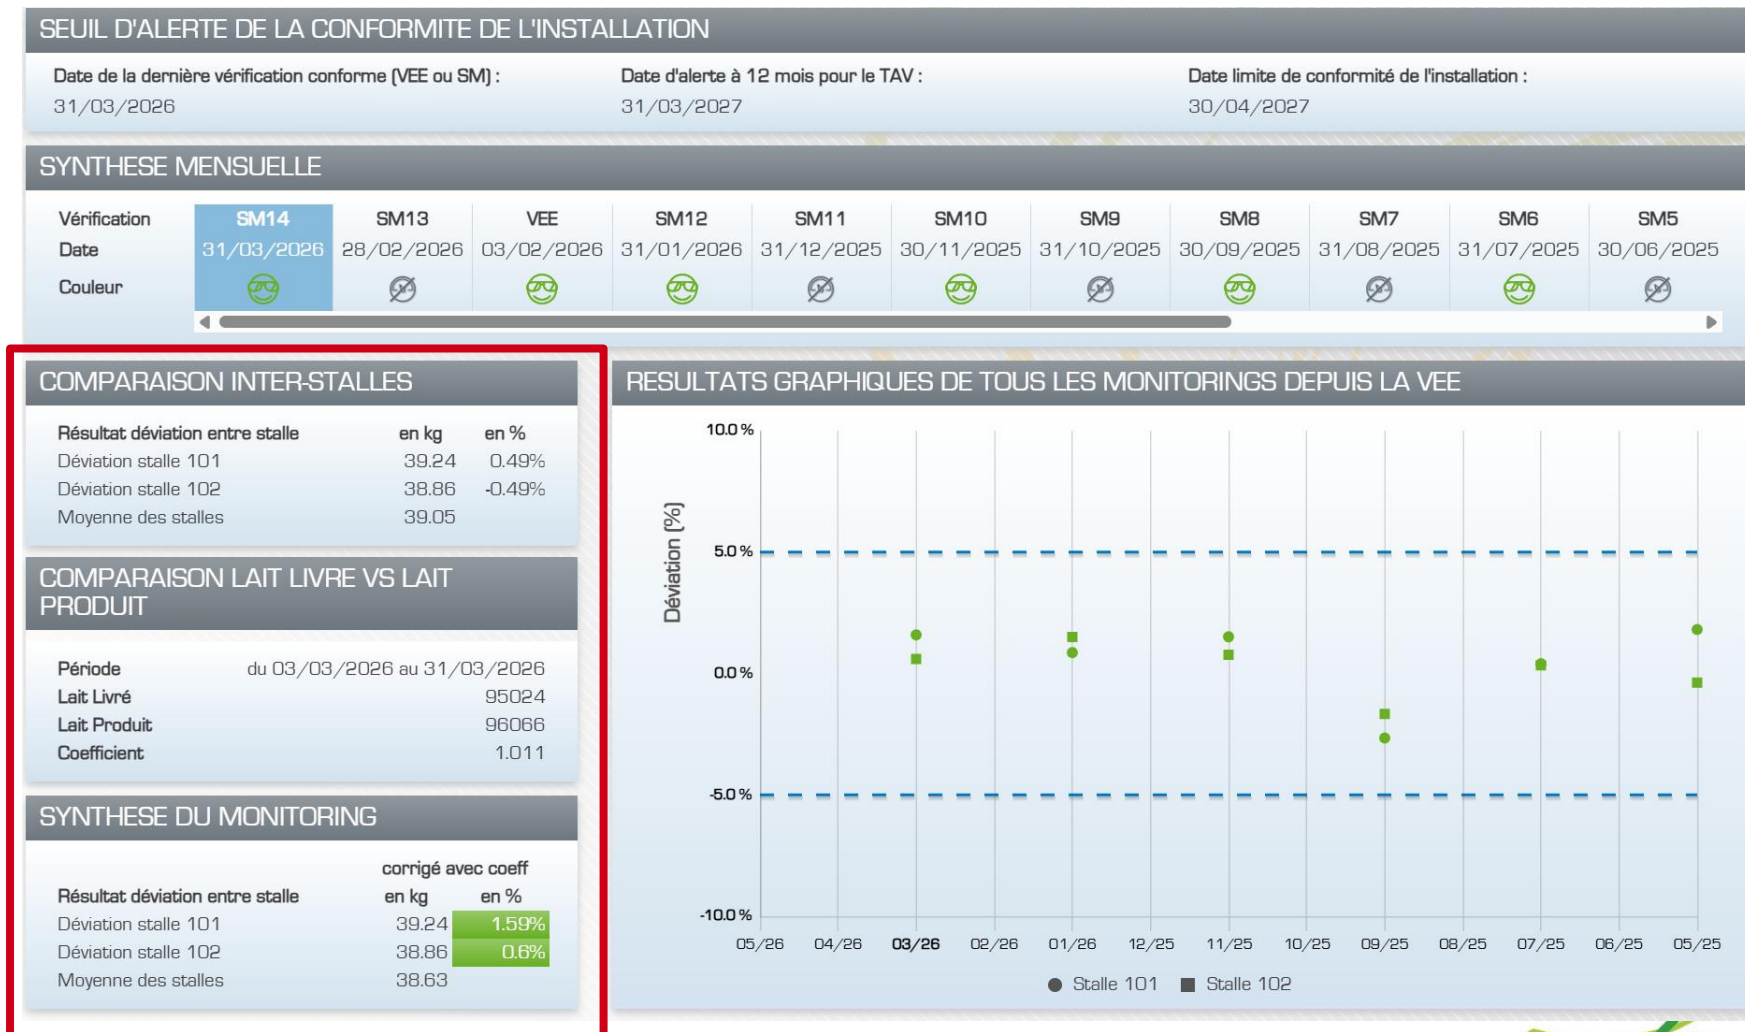 SEUIL D'ALERTE DE LA CONFORMITE DE L'INSTALLATION
Date de la dernière vérification conforme (VEE ou SM) : Date d'alerte à 12 mois pour le TAV : Date limite de conformité de l'installation :
31/03/2026 31/03/2027 30/04/2027
SYNTHESE MENSUELLE
Vérification SM14 SM13 VEE SM12 SM11 SM10 SM9 SM8 SM7 SM6 SM5
Date 31/03/2026 28/02/2026 03/02/2026 31/01/2026 31/12/2025 30/11/2025 31/10/2025 30/09/2025 31/08/2025 31/07/2025 30/06/2025
Couleur
COMPARAISON INTER-STALLES
Résultat déviation entre stalle en kg en %
Déviation stalle 101 39.24 0.49%
Déviation stalle 102 38.86 -0.49%
Moyenne des stalles 39.05
COMPARAISON LAIT LIVRE VS LAIT
PRODUIT
Période du 03/03/2026 au 31/03/2026
Lait Livré 95024
Lait Produit 96066
Coefficient 1.011
SYNTHESE DU MONITORING
corrigé avec coeff
Résultat déviation entre stalle en kg en %
Déviation stalle 101 39.24 1.59%
Déviation stalle 102 38.86 0.6%
Moyenne des stalles 38.63
RESULTATS GRAPHIQUES DE TOUS LES MONITORINGS DEPUIS LA VEE
Déviation (%)
10.0 %
5.0 %
0.0 %
-5.0 %
-10.0 %
05/26 04/26 03/26 02/26 01/26 12/25 11/25 10/25 09/25 08/25 07/25 06/25 05/25
Stalle 101 Stalle 102